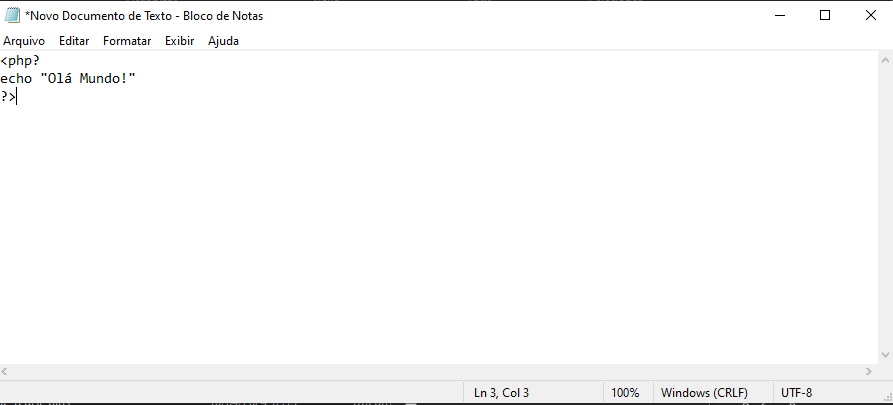 *Novo Documento de Texto - Bloco de Notas
Arquivo Editar Formatar Exibir Ajuda
<php?
echo "Olá Mundo!"
?>
Ln 3, Col 3 100% Windows (CRLF) UTF-8